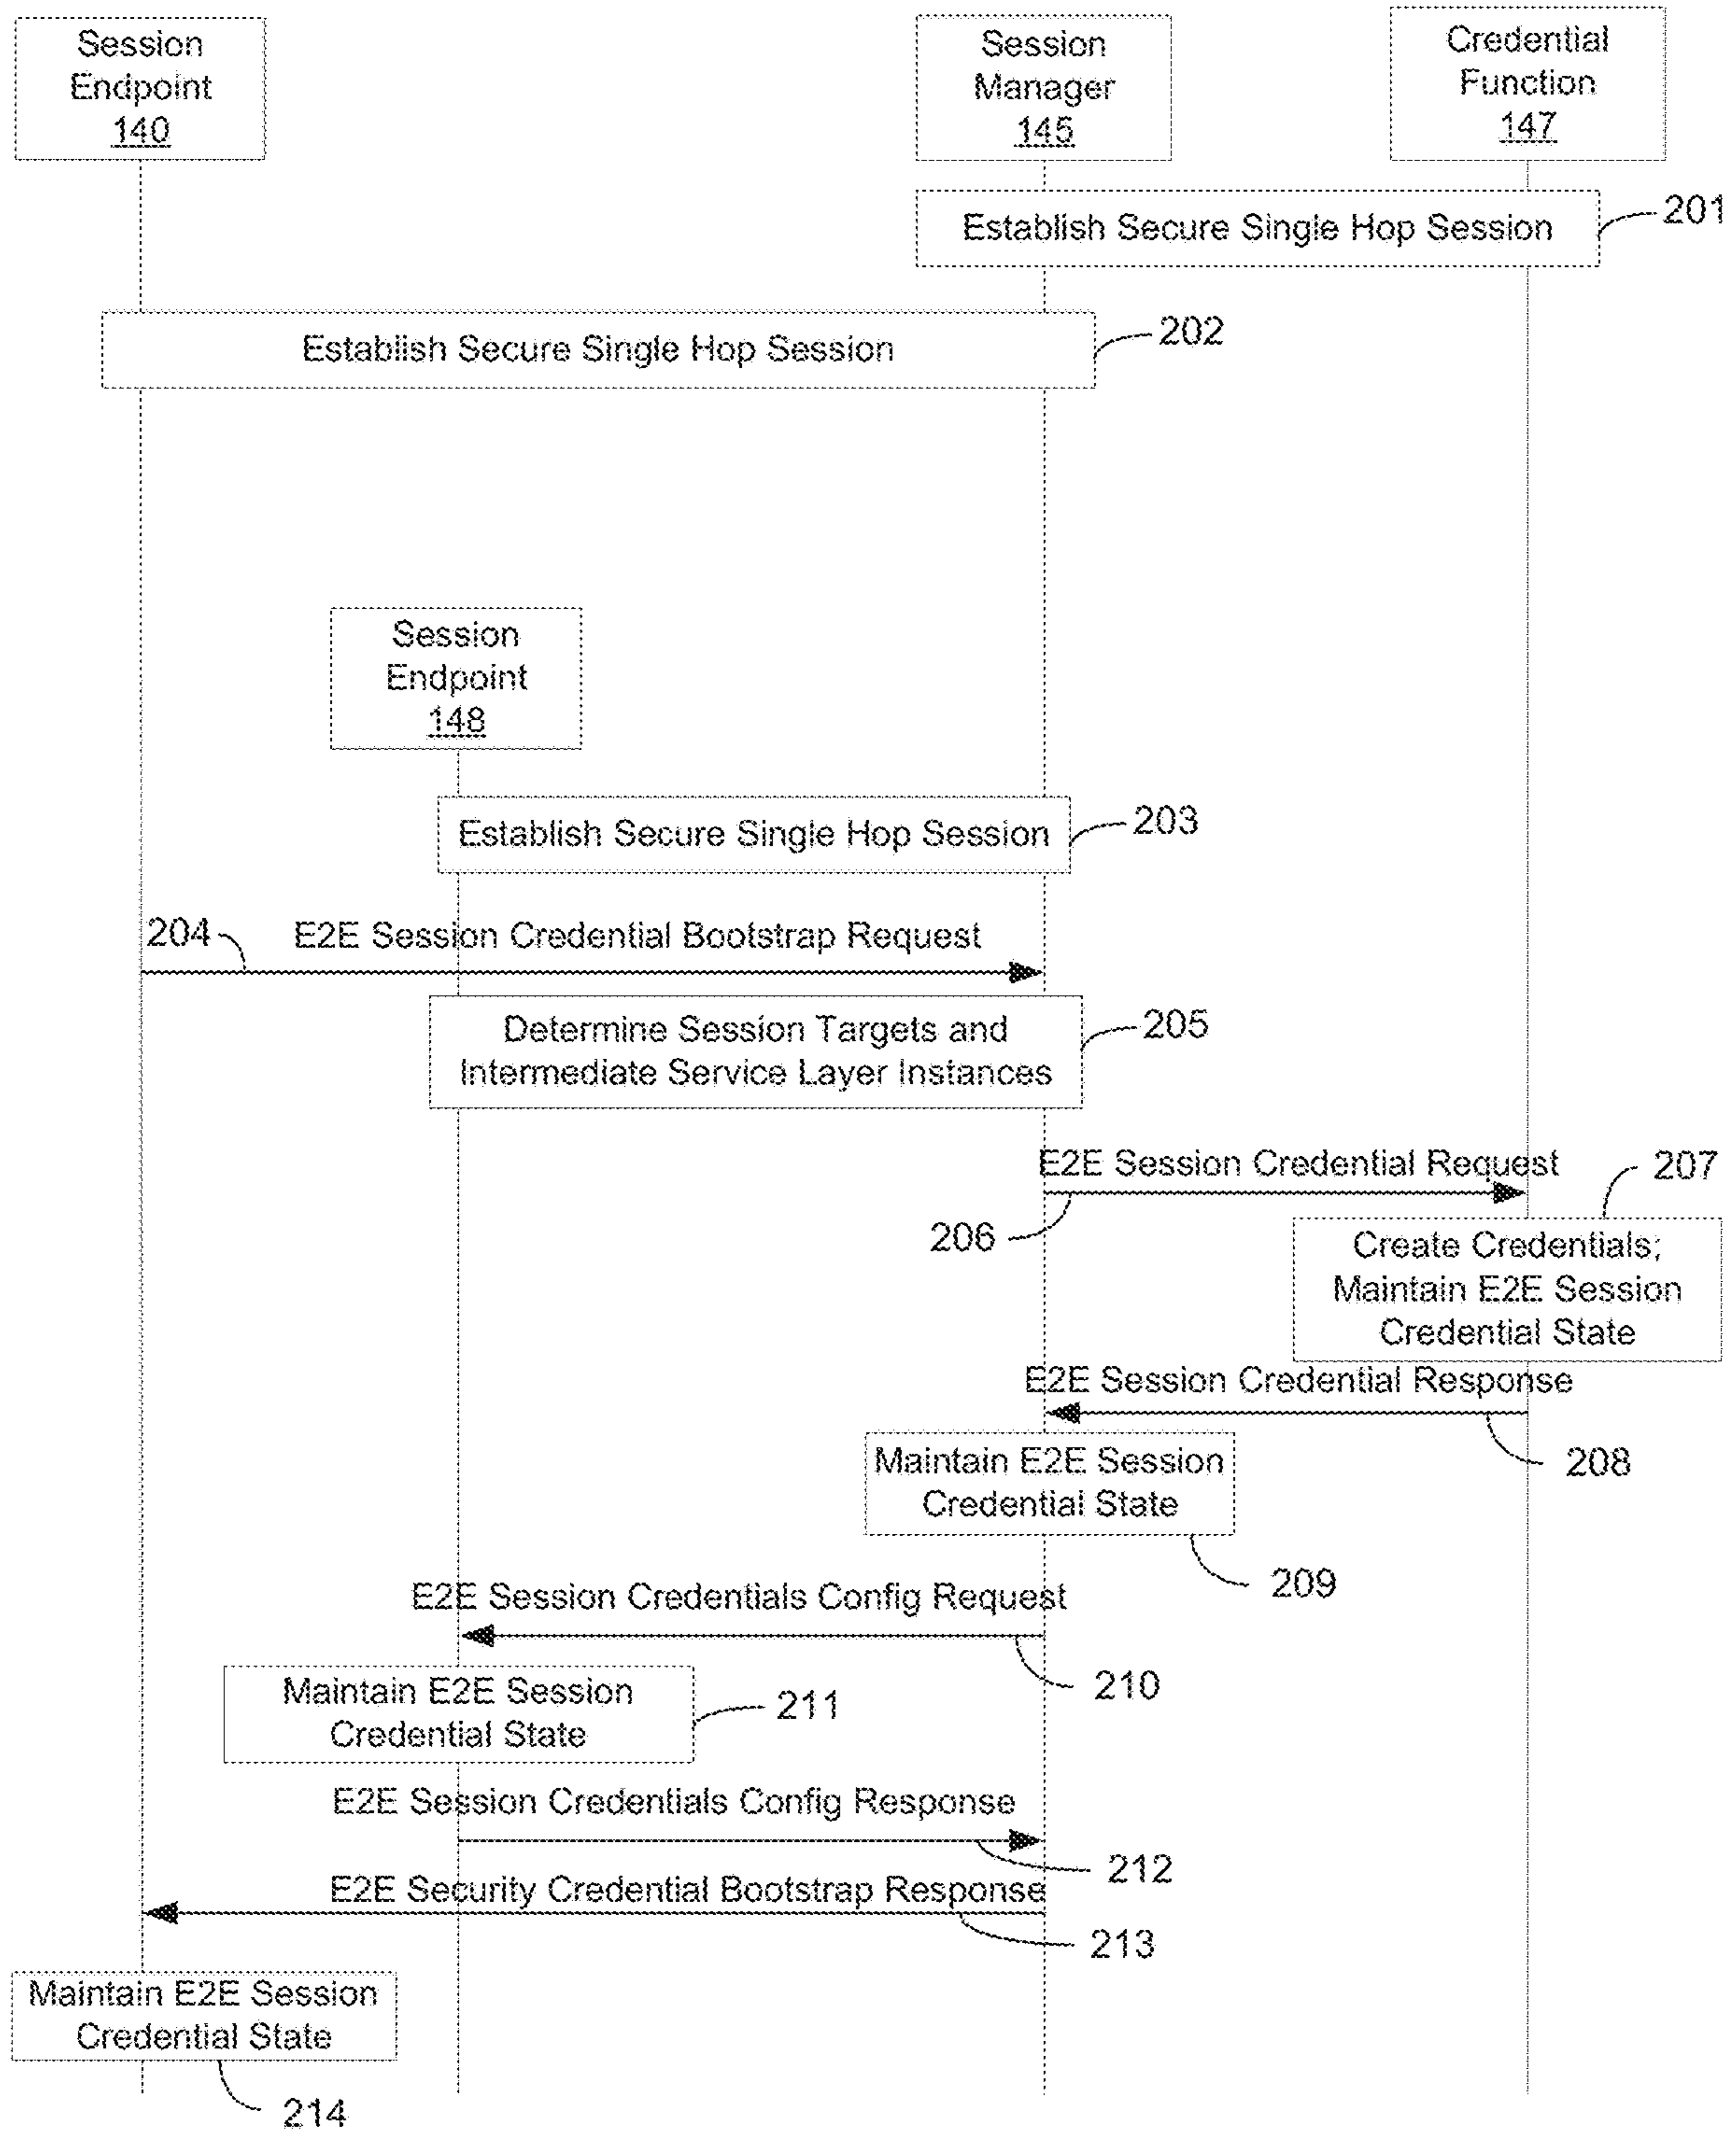 Session
Endpoint
140
Session
Manager
145
Credential
Function
147
Establish Secure Single Hop Session
201
Establish Secure Single Hop Session
202
Session
Endpoint
148
Establish Secure Single Hop Session
203
204
E2E Session Credential Bootstrap Request
Determine Session Targets and
Intermediate Service Layer Instances
205
E2E Session Credential Request
206
207
Create Credentials;
Maintain E2E Session
Credential State
E2E Session Credential Response
208
Maintain E2E Session
Credential State
209
E2E Session Credentials Config Request
210
Maintain E2E Session
Credential State
211
E2E Session Credentials Config Response
212
E2E Security Credential Bootstrap Response
213
Maintain E2E Session
Credential State
214